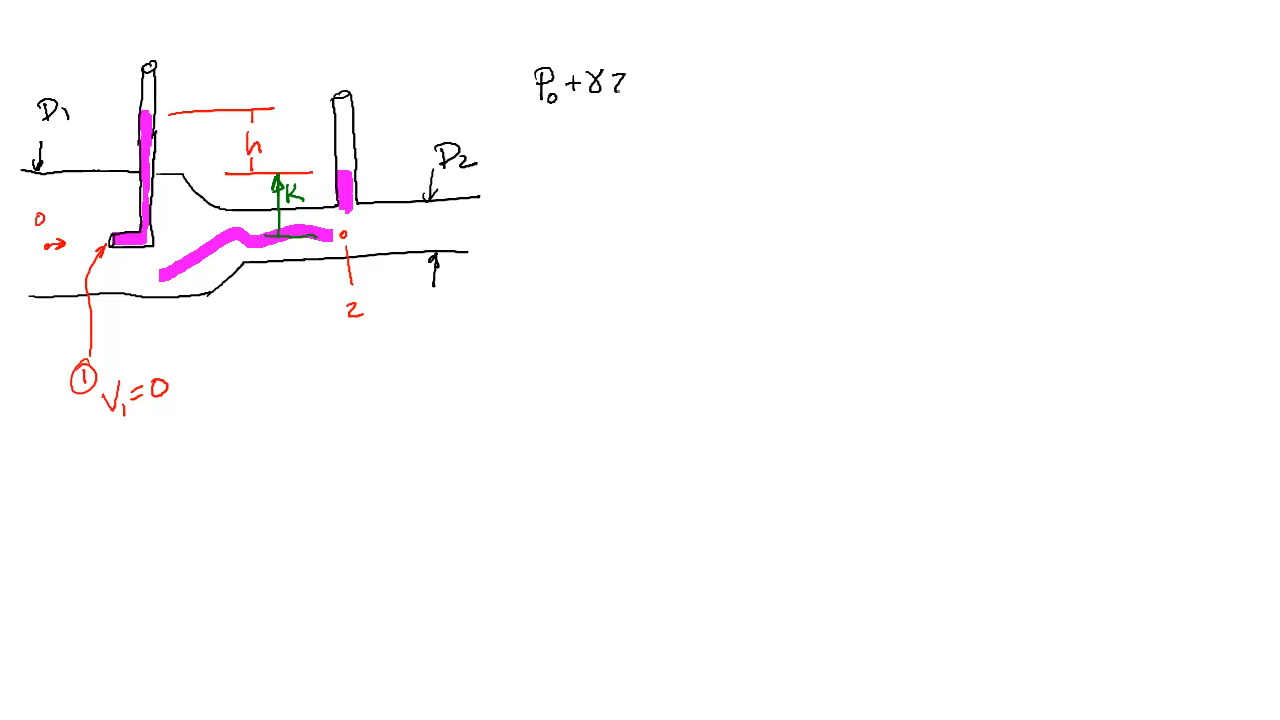 P₀ + γz
D₁
h
D₂
K
0
2
①
V₁ = 0